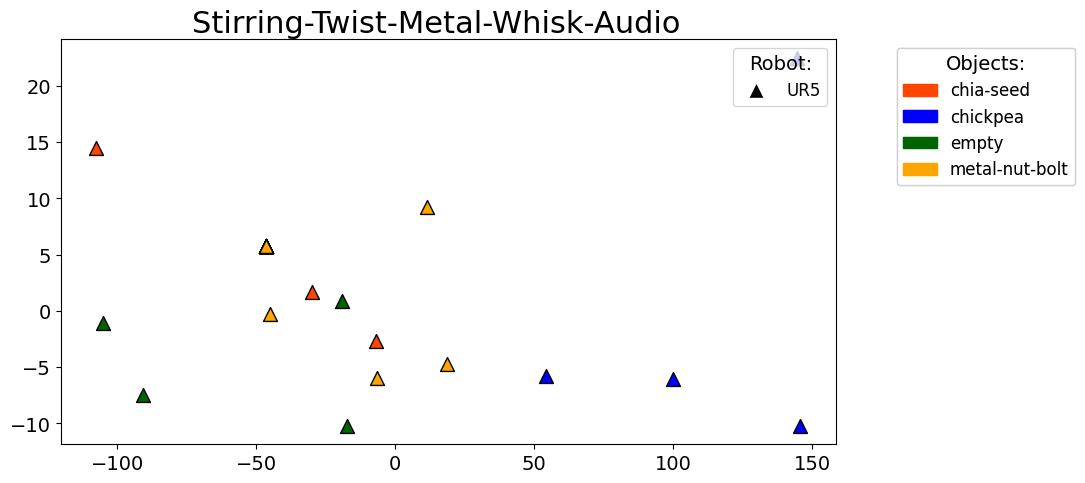 Stirring-Twist-Metal-Whisk-Audio
Robot:
UR5
Objects:
chia-seed
chickpea
empty
metal-nut-bolt
20
15
10
5
0
−5
−10
−100
−50
0
50
100
150